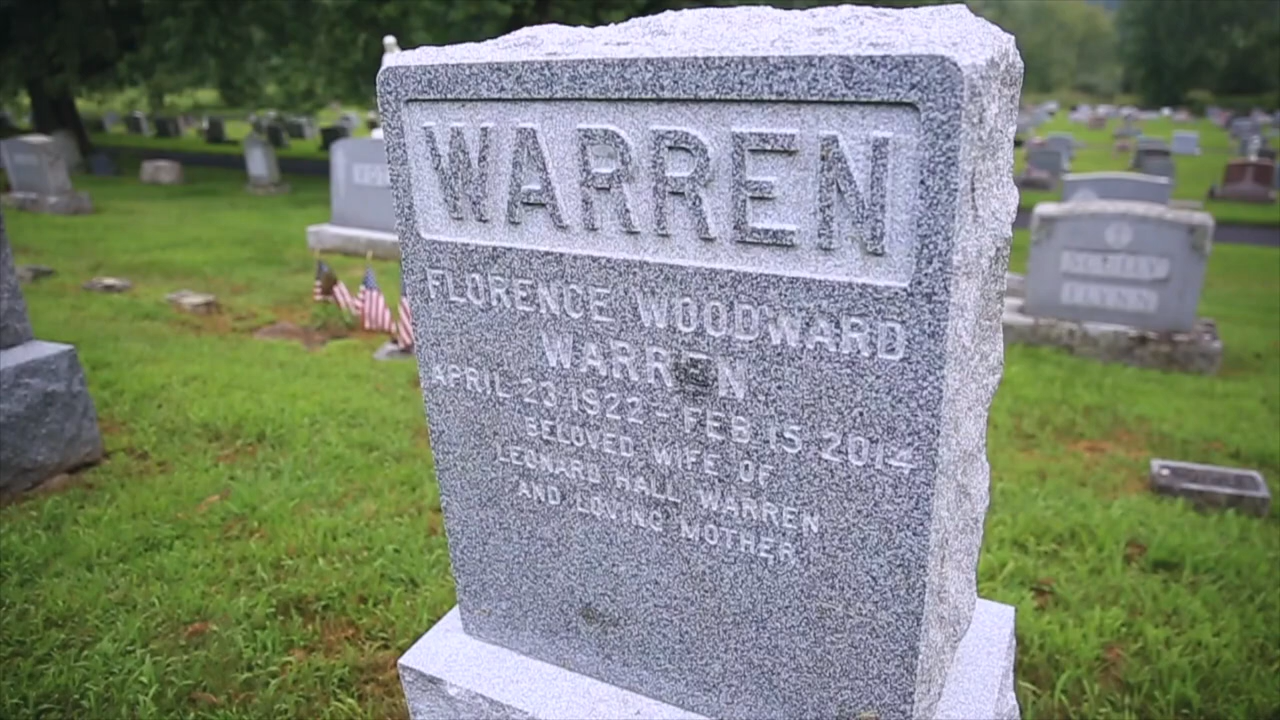 WARREN
FLORENCE WOODWARD
WARREN
APRIL 23 1922 - FEB 15 2014
BELOVED WIFE OF
LEONARD HALL WARREN
AND LOVING MOTHER
FLYNN